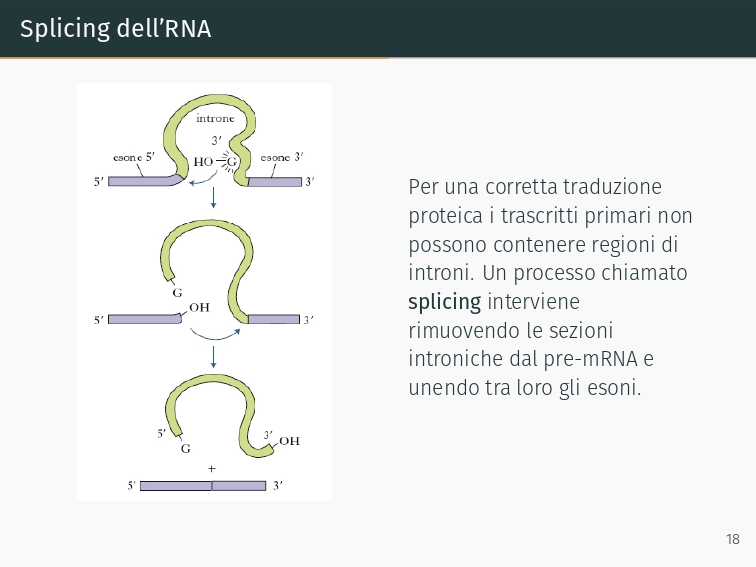 Splicing dell’RNA
introne
3′
esone 5′
HO
G
esone 3′
5′
3′
G
OH
5′
3′
5′
G
3′
OH
+
5′
3′
Per una corretta traduzione
proteica i trascritti primari non
possono contenere regioni di
introni. Un processo chiamato
splicing interviene
rimuovendo le sezioni
introniche dal pre-mRNA e
unendo tra loro gli esoni.
18